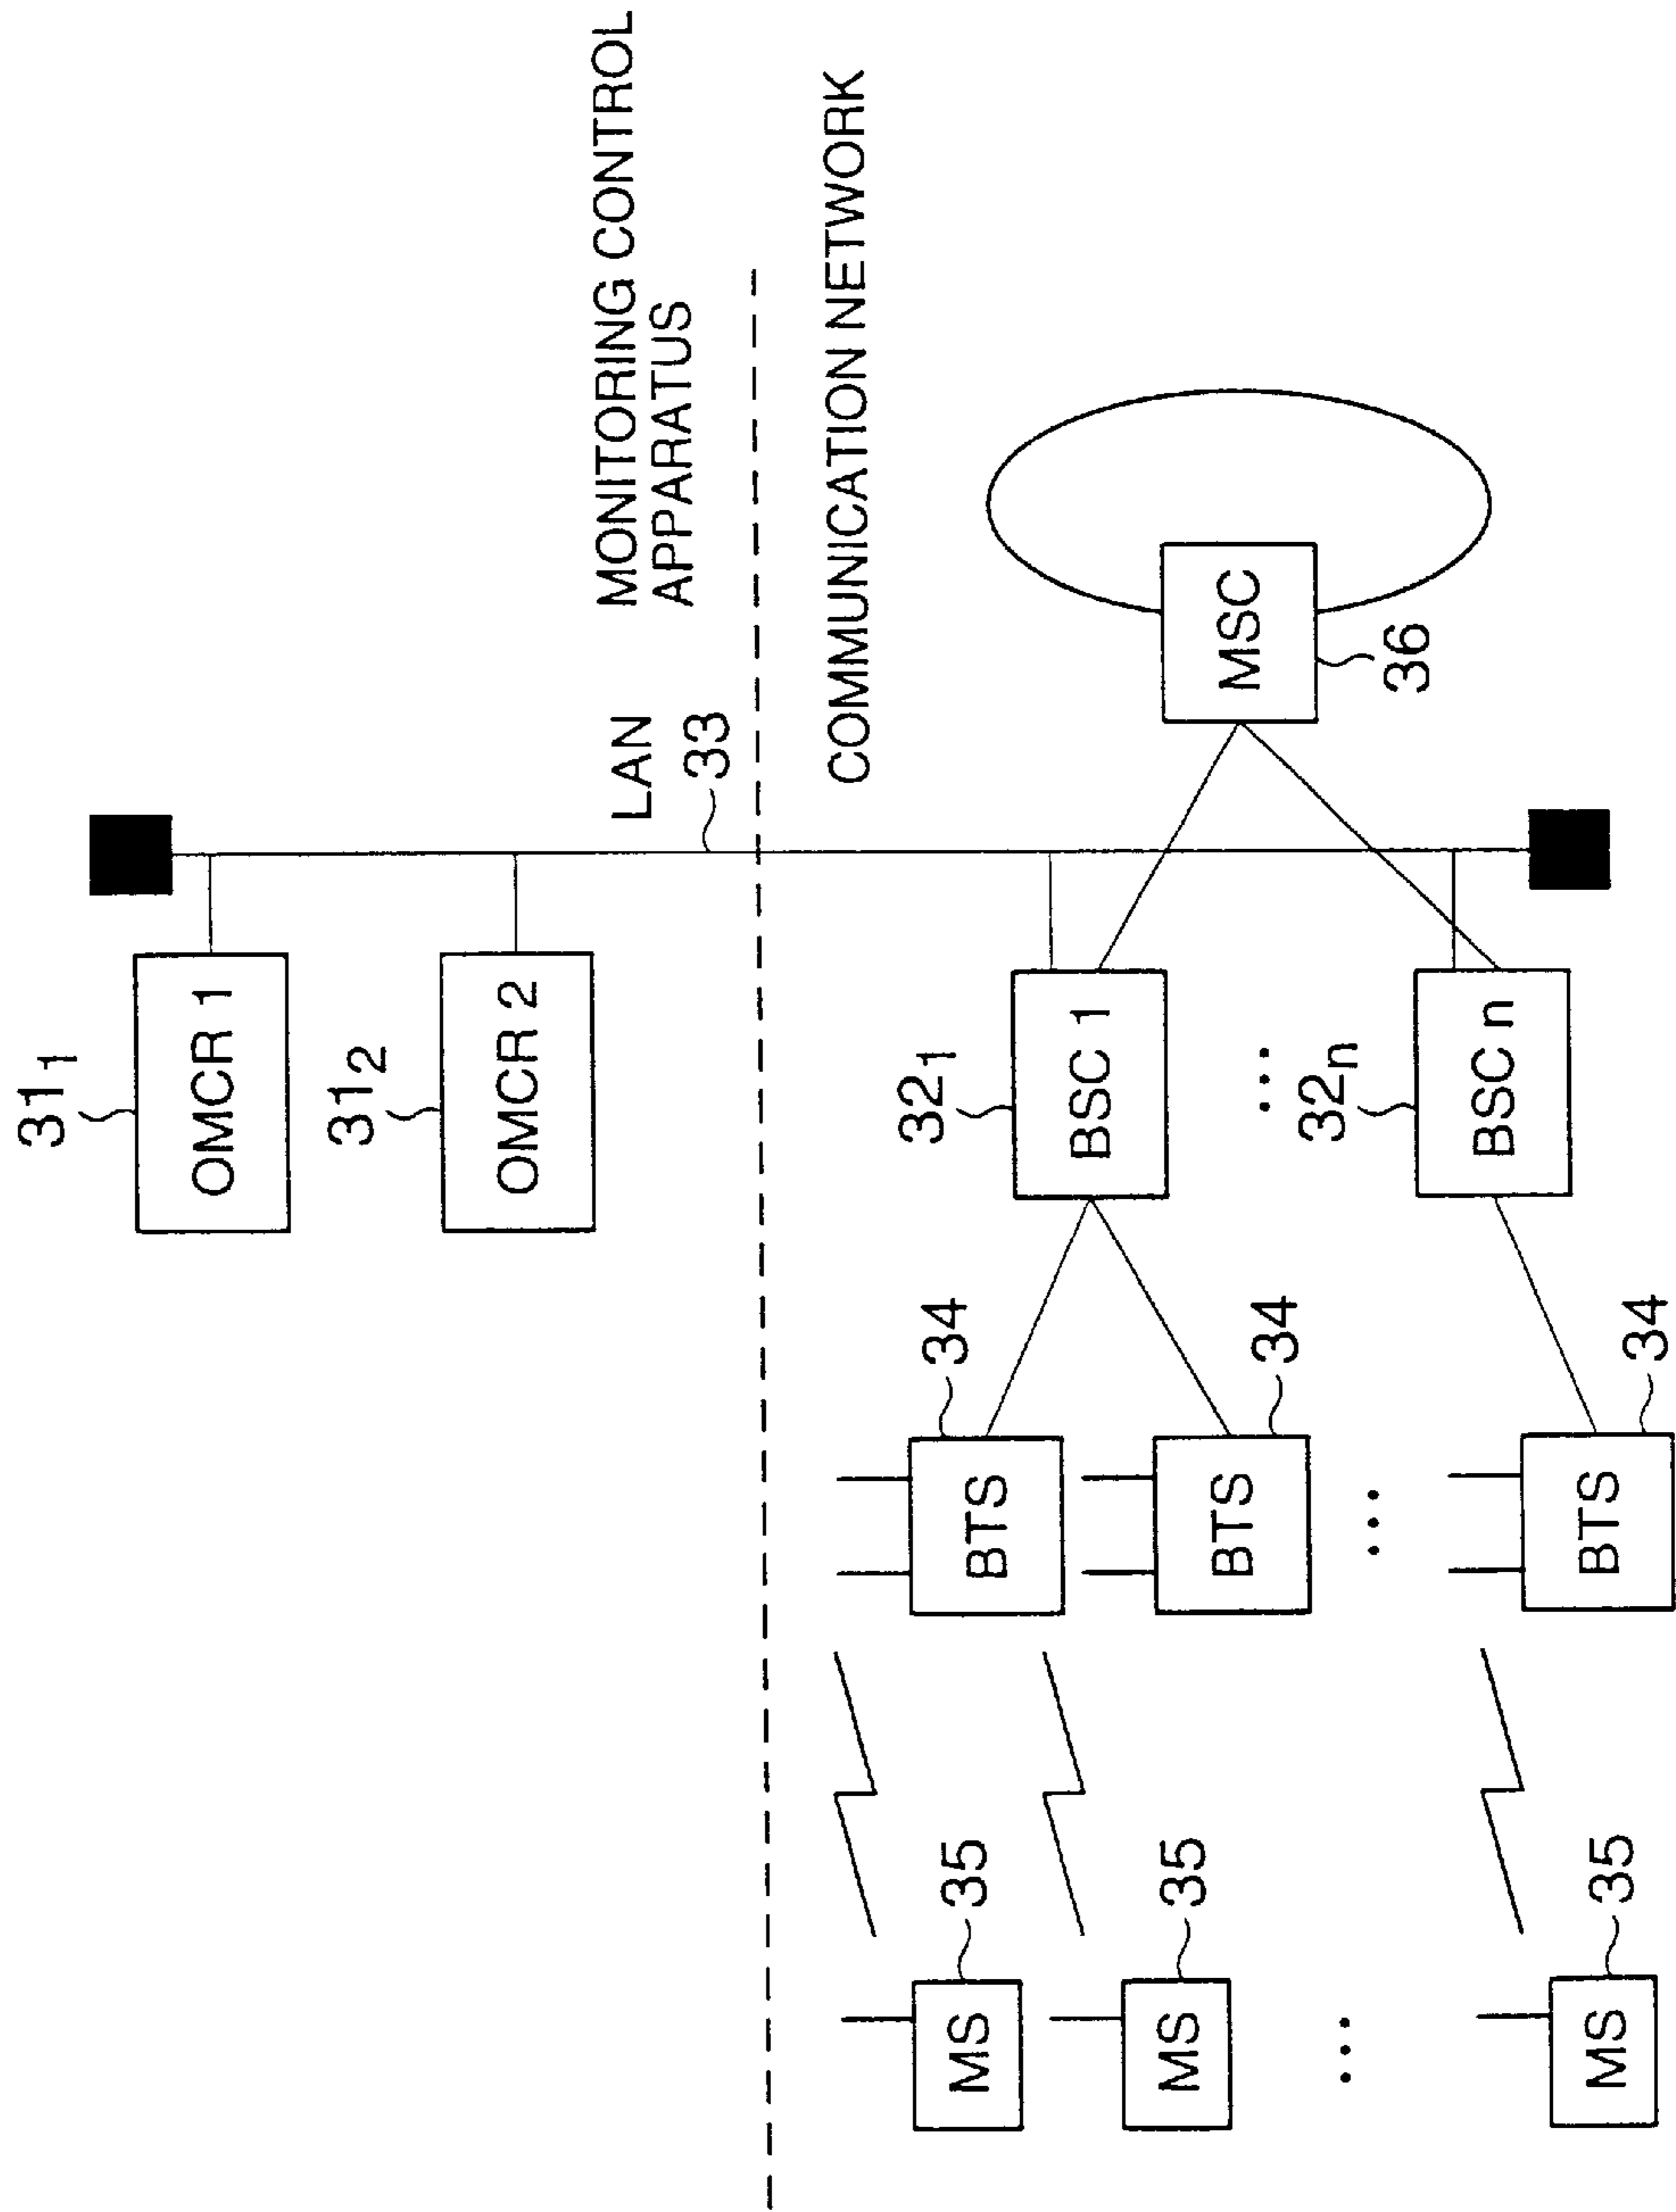 31₁
OMCR 1
31₂
OMCR 2
LAN
33
MONITORING CONTROL
APPARATUS
COMMUNICATION NETWORK
32₁
34
35
MS
BTS
BSC 1
35
MS
BTS
34
MSC
36
...
32ₙ
...
...
BSC n
35
MS
BTS
34